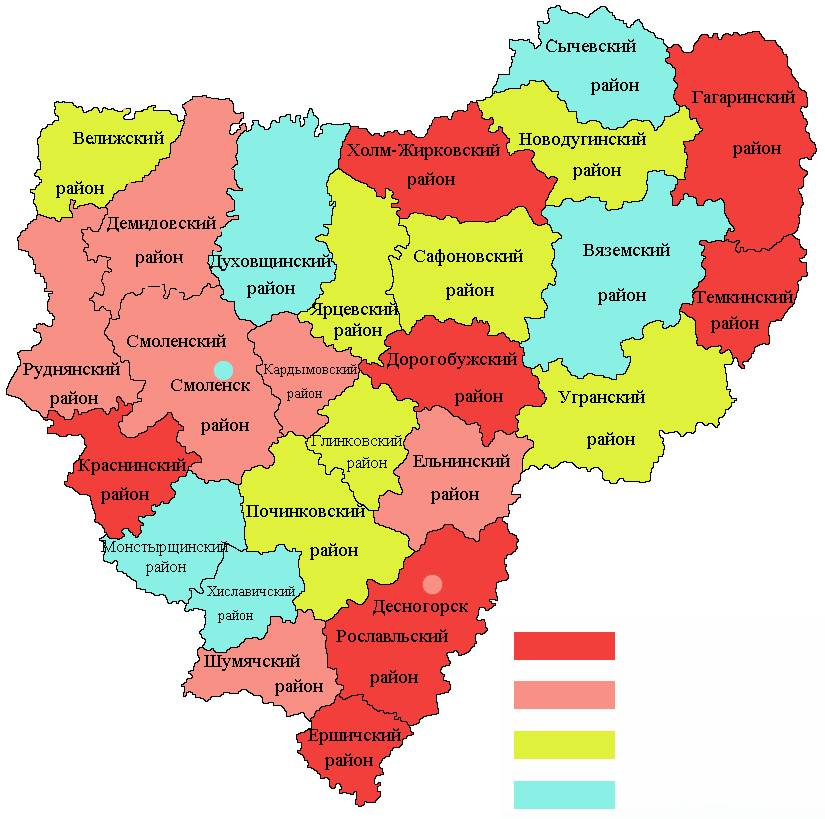 Сычевский
район
Гагаринский
район
Велижский
район
Холм-Жирковский
район
Новодугинский
район
Демидовский
район
Духовщинский
район
Сафоновский
район
Вяземский
район
Ярцевский
район
Темкинский
район
Смоленский
Смоленск
район
Руднянский
район
Кардымовский
район
Дорогобужский
район
Угранский
район
Глинковский
район
Ельнинский
район
Краснинский
район
Починковский
район
Монстырщинский
район
Хиславичский
район
Десногорск
Рославльский
район
Шумячский
район
Ершичский
район